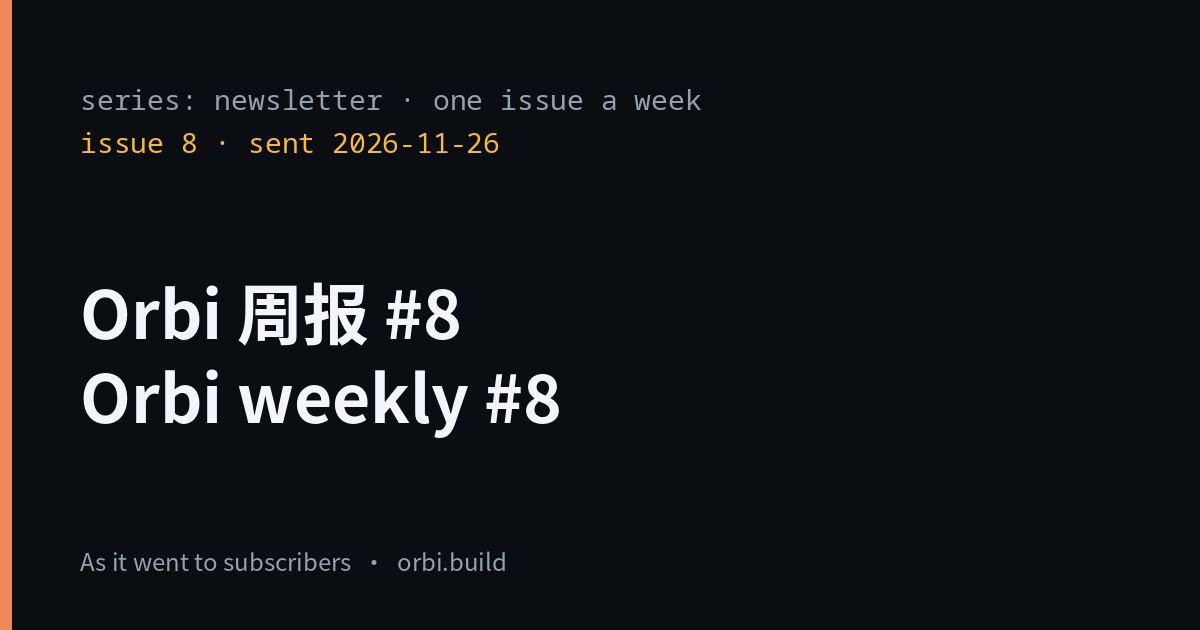 series: newsletter · one issue a week
issue 8 · sent 2026-11-26
Orbi 周报 #8
Orbi weekly #8
As it went to subscribers • orbi.build